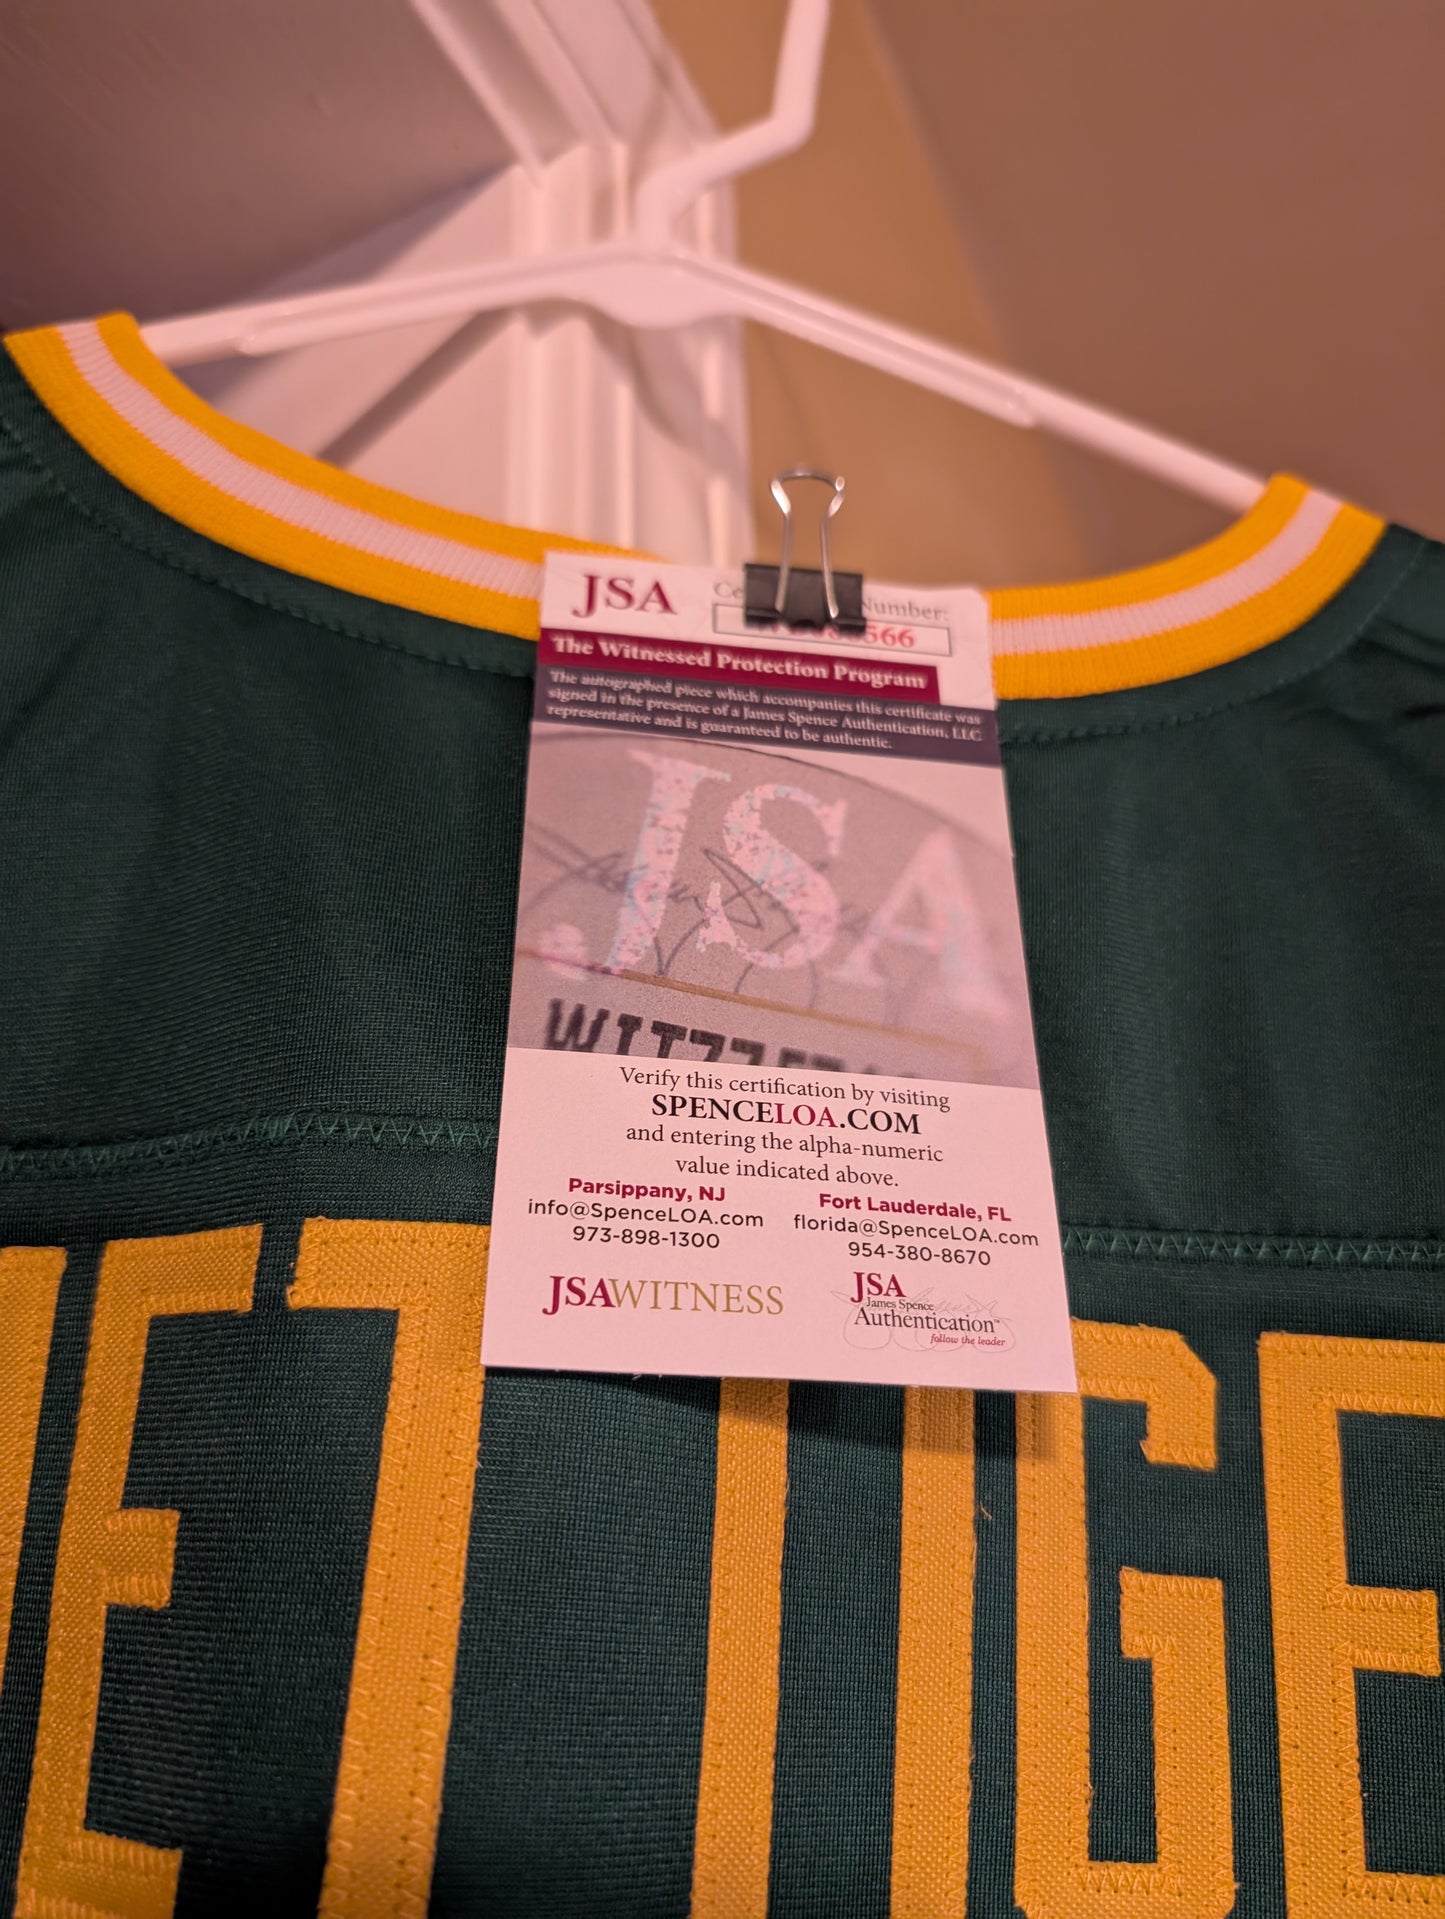 JSA
Number:
566
The Witnessed Protection Program
The autographed piece which accompanies this certificate was
signed in the presence of a James Spence Authentication, LLC
representative and is guaranteed to be authentic.
JSA
Verify this certification by visiting
SPENCELOA.COM
and entering the alpha-numeric
value indicated above.
Parsippany, NJ
info@SpenceLOA.com
973-898-1300
Fort Lauderdale, FL
florida@SpenceLOA.com
954-380-8670
JSAWITNESS
JSA
James Spence
Authentication™
follow the leader